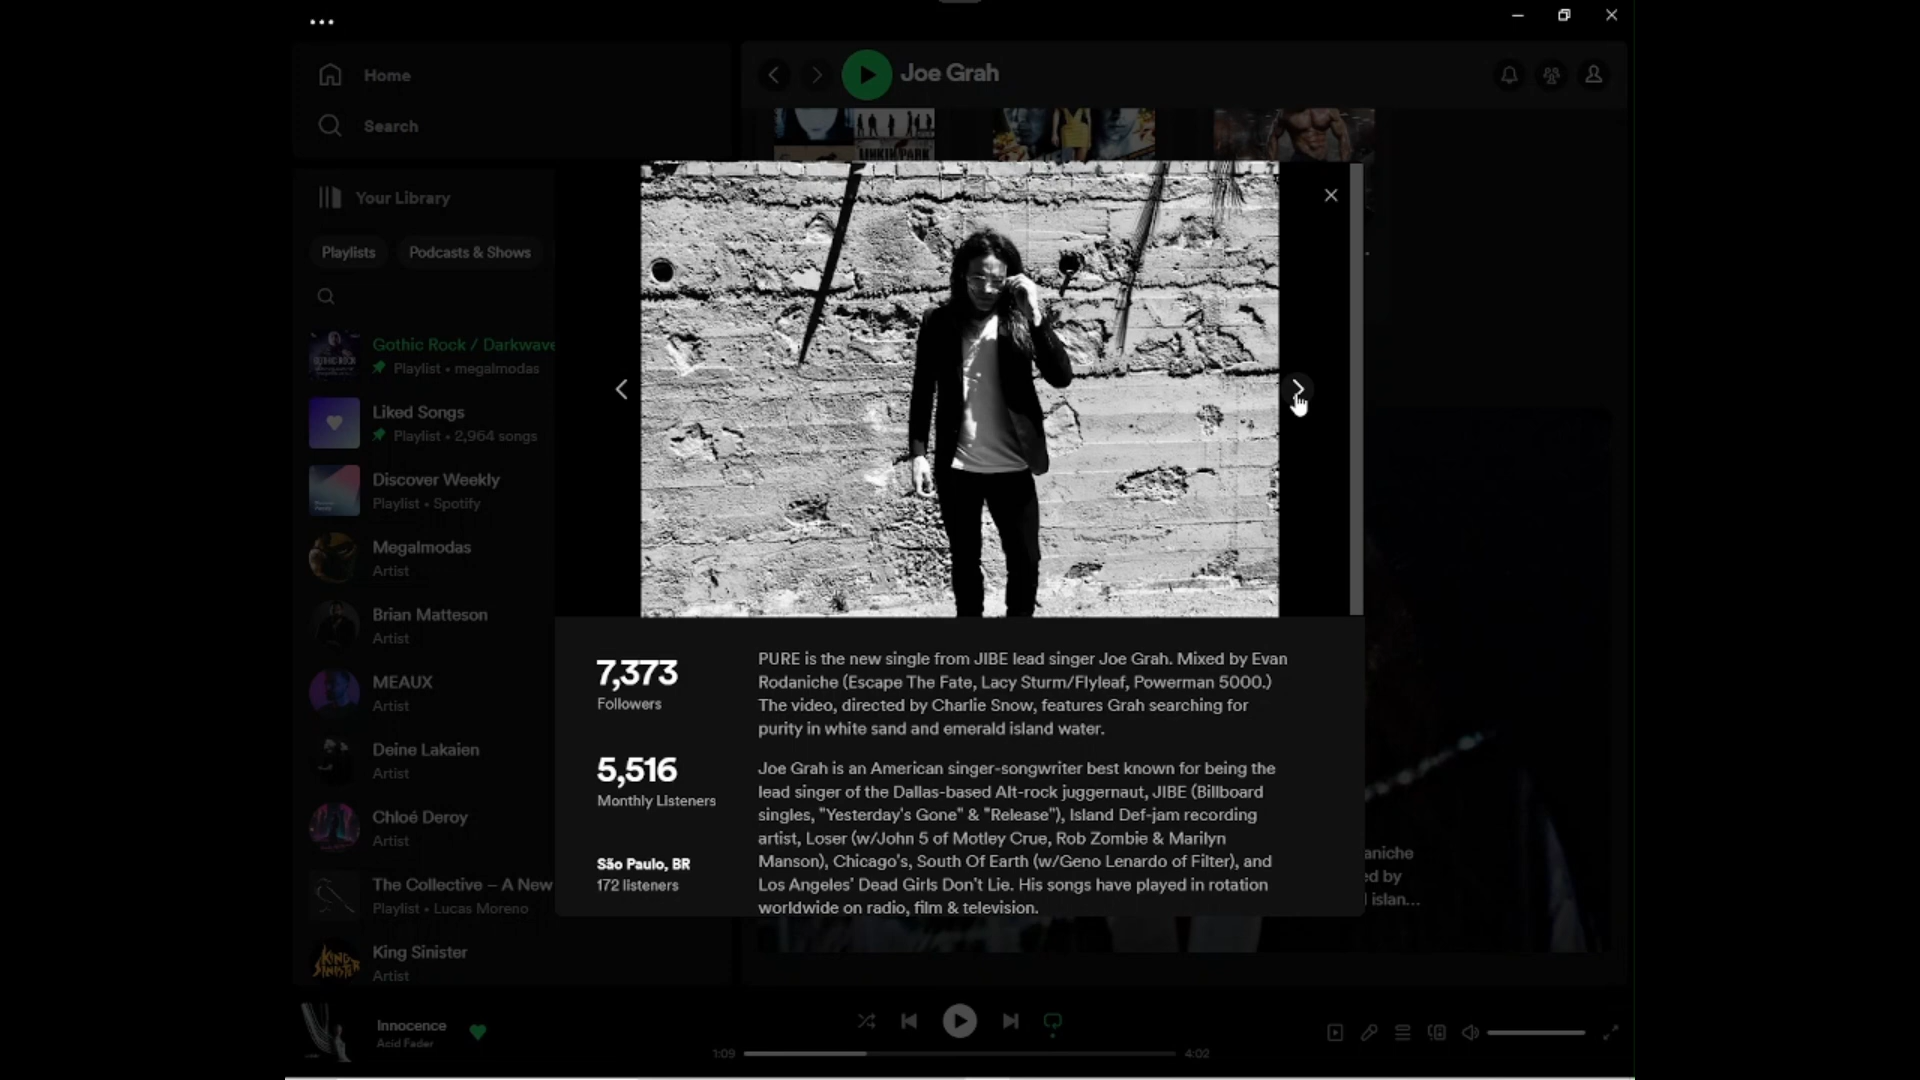 Home
Search
Joe Grah
LINKIN PARK
Your Library
Playlists
Podcasts & Shows
Gothic Rock / Darkwave
Playlist • megalmodas
Liked Songs
Playlist • 2,964 songs
Discover Weekly
Playlist • Spotify
Megalmodas
Artist
Brian Matteson
Artist
MEAUX
Artist
Deine Lakaien
Artist
Chloé Deroy
Artist
The Collective – A New
Playlist • Lucas Moreno
KING SINISTER
King Sinister
Artist
7,373
Followers
5,516
Monthly Listeners
São Paulo, BR
172 listeners
PURE is the new single from JIBE lead singer Joe Grah. Mixed by Evan
Rodaniche (Escape The Fate, Lacy Sturm/Flyleaf, Powerman 5000.)
The video, directed by Charlie Snow, features Grah searching for
purity in white sand and emerald island water.
Joe Grah is an American singer-songwriter best known for being the
lead singer of the Dallas-based Alt-rock juggernaut, JIBE (Billboard
singles, "Yesterday's Gone" & "Release"), Island Def-jam recording
artist, Loser (w/John 5 of Motley Crue, Rob Zombie & Marilyn
Manson), Chicago's, South Of Earth (w/Geno Lenardo of Filter), and
Los Angeles' Dead Girls Don't Lie. His songs have played in rotation
worldwide on radio, film & television.
aniche
ed by
l islan...
Innocence
Acid Fader
1:09
4:02